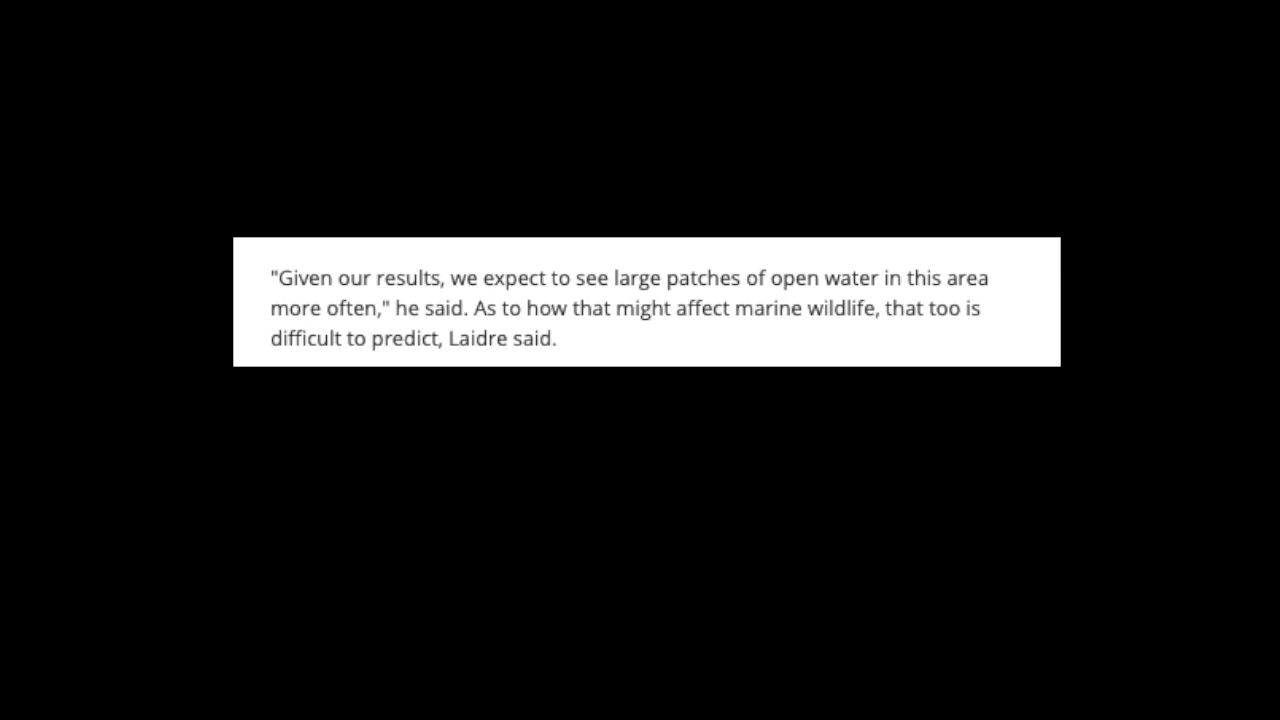 "Given our results, we expect to see large patches of open water in this area
more often," he said. As to how that might affect marine wildlife, that too is
difficult to predict, Laidre said.